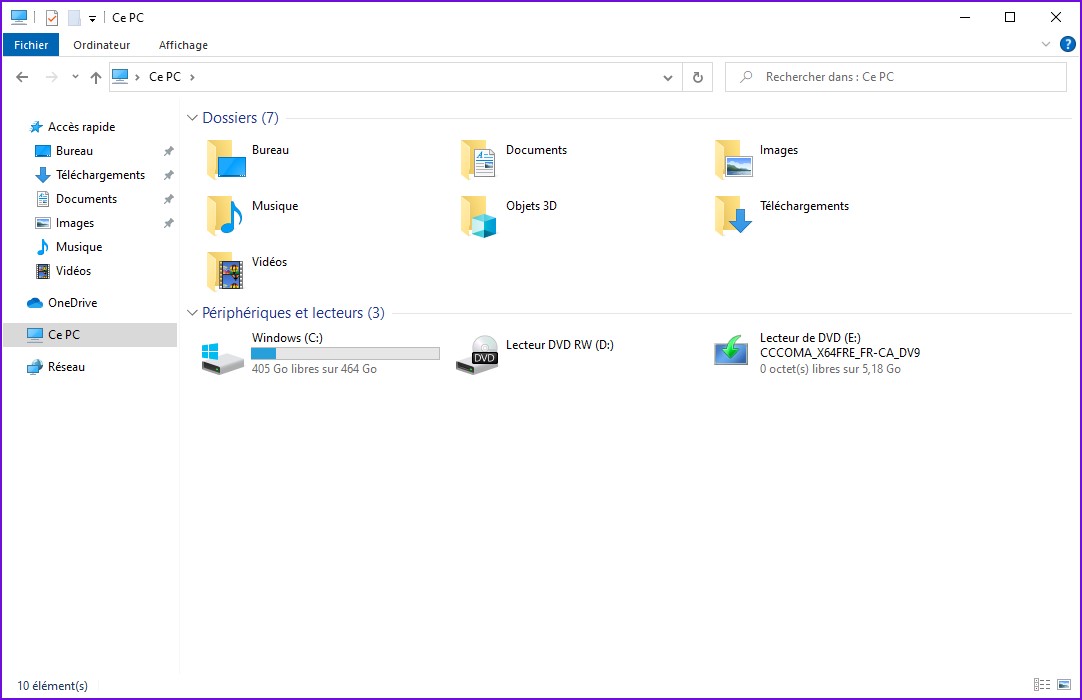 Ce PC
Fichier
Ordinateur
Affichage
?
Ce PC
Rechercher dans : Ce PC
Accès rapide
Bureau
Téléchargements
Documents
Images
Musique
Vidéos
OneDrive
Ce PC
Réseau
Dossiers (7)
Bureau
Documents
Images
Musique
Objets 3D
Téléchargements
Vidéos
Périphériques et lecteurs (3)
Windows (C:)
405 Go libres sur 464 Go
DVD
Lecteur DVD RW (D:)
Lecteur de DVD (E:)
CCCOMA_X64FRE_FR-CA_DV9
0 octet(s) libres sur 5,18 Go
10 élément(s)